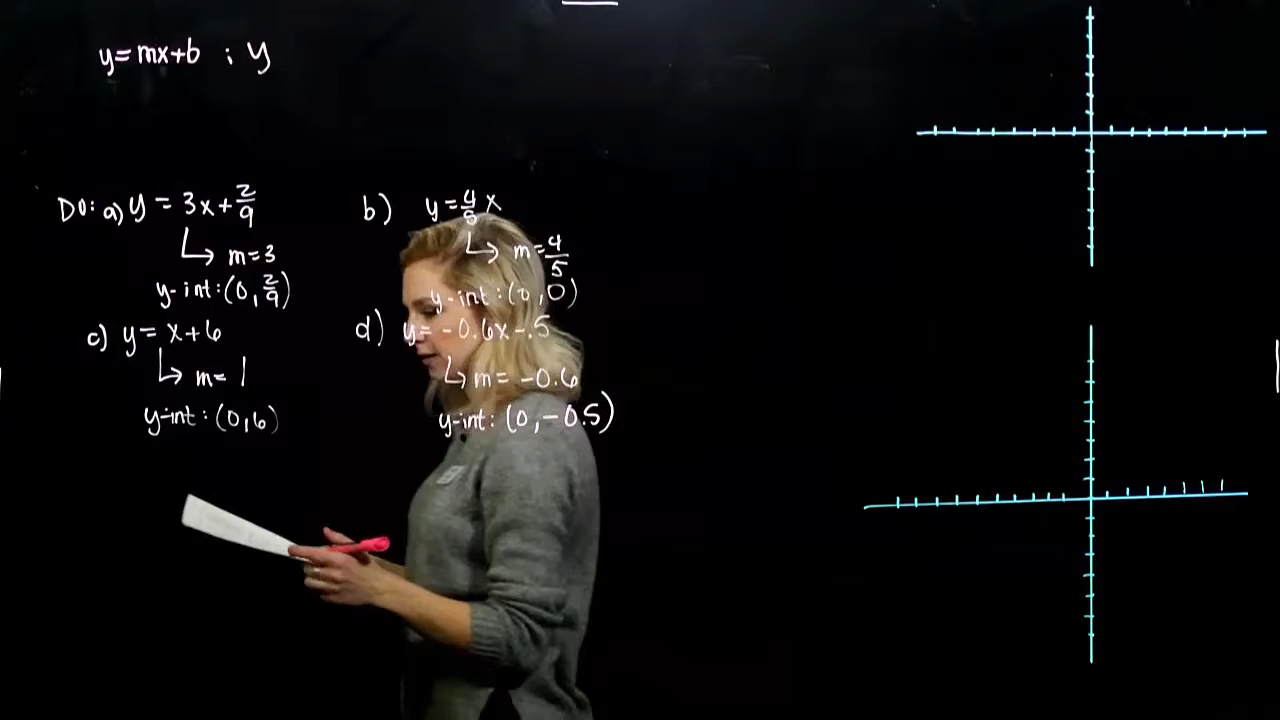 y=mx+b ; y
DO: a) y = 3x+2/9
m=3
y-int:(0,2/9)
b) y=4/5x
m=4/5
y-int:(0,0)
c) y= x+6
m= 1
y-int:(0,6)
d) y= -0.6x-.5
m= -0.6
y-int: (0,-0.5)